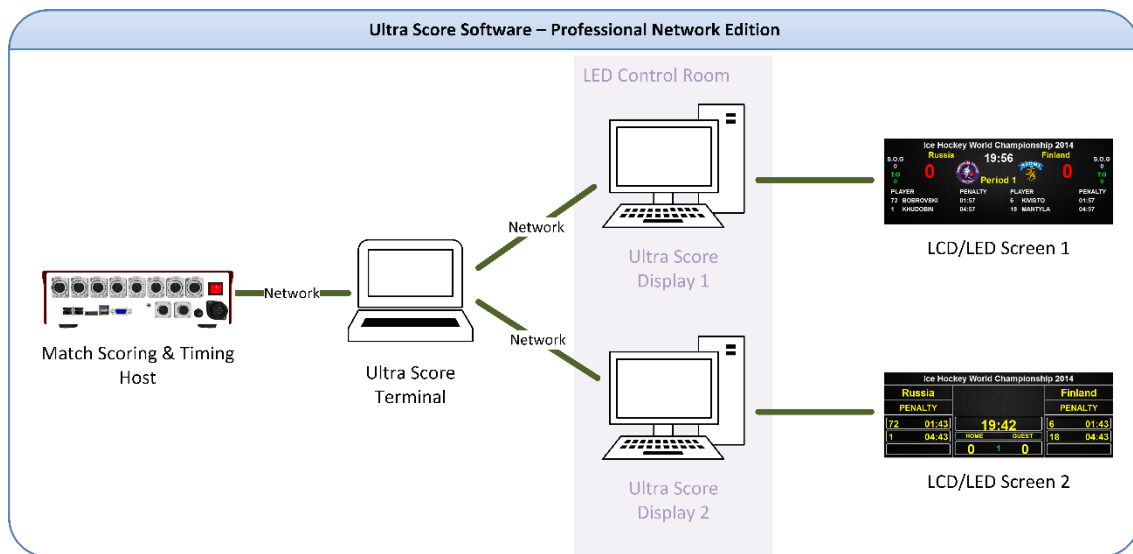 Ultra Score Software – Professional Network Edition
LED Control Room
Network
Network
Network
Match Scoring & Timing
Host
Ultra Score
Terminal
Ultra Score
Display 1
Ultra Score
Display 2
Ice Hockey World Championship 2014
Russia 19:56 Finland
S.O.G S.O.G
0 0
T.O 0 0 T.O
0 0
Period 1
PLAYER PENALTY PLAYER PENALTY
72 BOBROVSKI 01:57 6 KIVISTO 01:57
1 KHUDOBIN 04:57 18 MANTYLA 04:57
LCD/LED Screen 1
Ice Hockey World Championship 2014
Russia Finland
PENALTY PENALTY
72 01:43 19:42 6 01:43
1 04:43 HOME GUEST 18 04:43
0 1 0
LCD/LED Screen 2